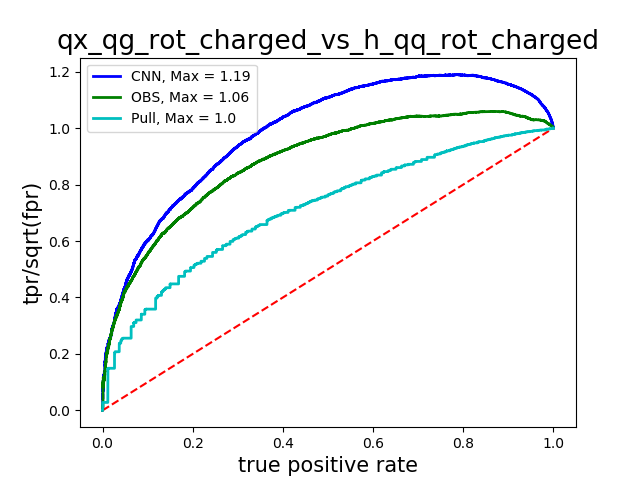 qx_qg_rot_charged_vs_h_qq_rot_charged
CNN, Max = 1.19
OBS, Max = 1.06
Pull, Max = 1.0
tpr/sqrt(fpr)
1.2
1.0
0.8
0.6
0.4
0.2
0.0
0.0 0.2 0.4 0.6 0.8 1.0
true positive rate